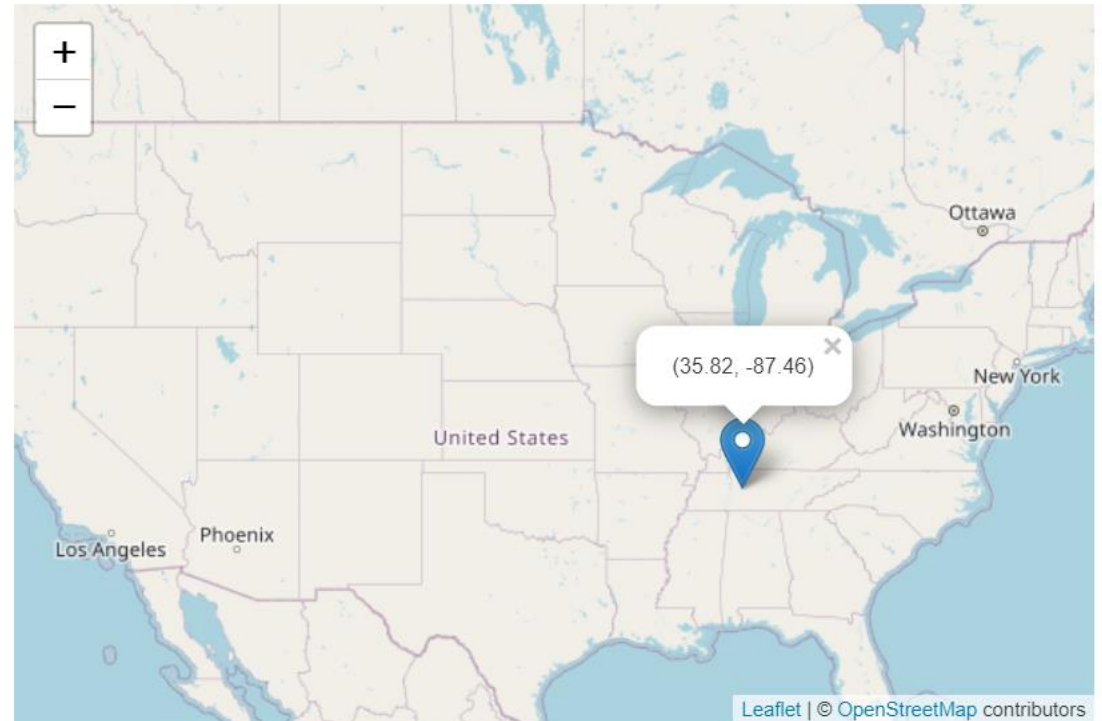 +
−
Ottawa
(35.82, -87.46) ×
New York
Washington
United States
Phoenix
Los Angeles
Leaflet | © OpenStreetMap contributors